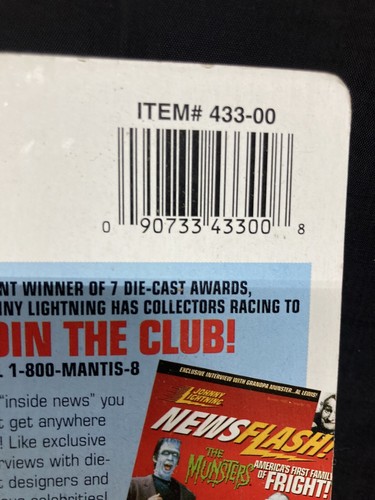 ITEM# 433-00
0 90733 43300 8
NT WINNER OF 7 DIE-CAST AWARDS,
NY LIGHTNING HAS COLLECTORS RACING TO
OIN THE CLUB!
1-800-MANTIS-8
"inside news" you
t get anywhere
! Like exclusive
rviews with die-
t designers and
us celebrities!
EXCLUSIVE INTERVIEW WITH GRANDPA MUNSTER...AL LEWIS!
JOHNNY
LIGHTNING
NEWSFLASH!
THE
MUNSTERS
AMERICA'S FIRST FAMILY
OF FRIGHT!